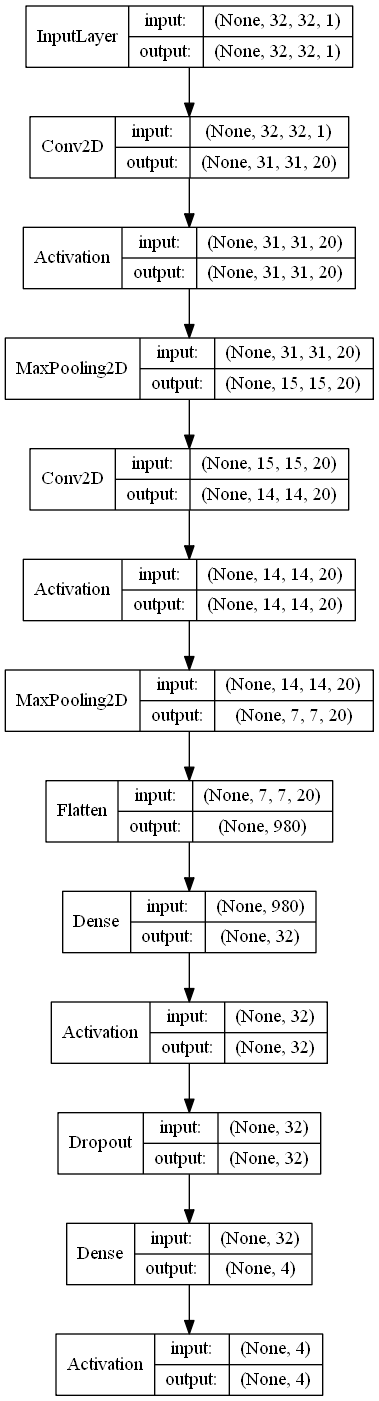 InputLayer
input: (None, 32, 32, 1)
output: (None, 32, 32, 1)
Conv2D
input: (None, 32, 32, 1)
output: (None, 31, 31, 20)
Activation
input: (None, 31, 31, 20)
output: (None, 31, 31, 20)
MaxPooling2D
input: (None, 31, 31, 20)
output: (None, 15, 15, 20)
Conv2D
input: (None, 15, 15, 20)
output: (None, 14, 14, 20)
Activation
input: (None, 14, 14, 20)
output: (None, 14, 14, 20)
MaxPooling2D
input: (None, 14, 14, 20)
output: (None, 7, 7, 20)
Flatten
input: (None, 7, 7, 20)
output: (None, 980)
Dense
input: (None, 980)
output: (None, 32)
Activation
input: (None, 32)
output: (None, 32)
Dropout
input: (None, 32)
output: (None, 32)
Dense
input: (None, 32)
output: (None, 4)
Activation
input: (None, 4)
output: (None, 4)